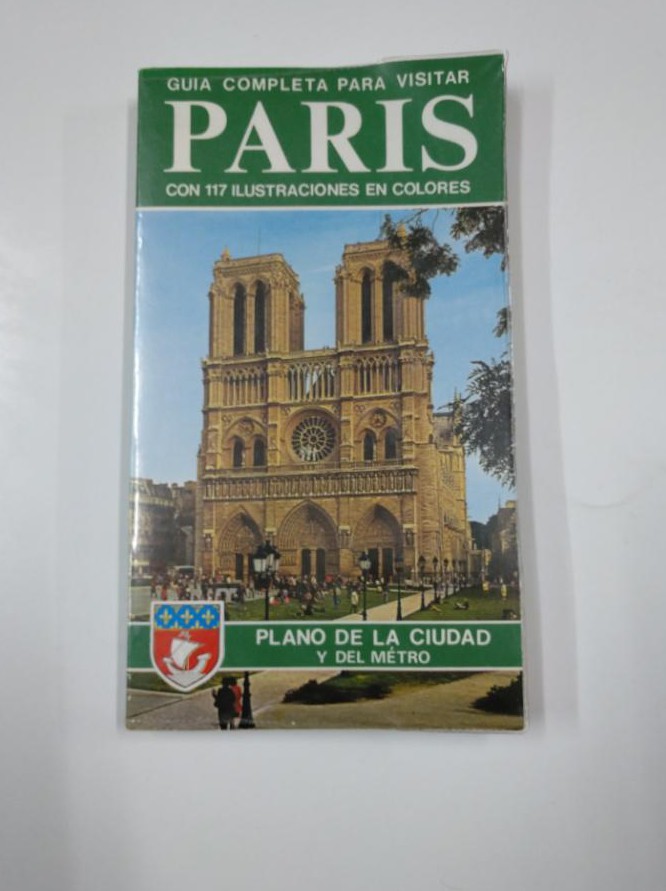 GUIA COMPLETA PARA VISITAR
PARIS
CON 117 ILUSTRACIONES EN COLORES
PLANO DE LA CIUDAD
Y DEL MÉTRO